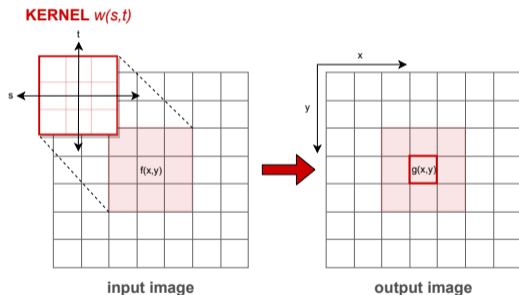 KERNEL w(s,t)
t
s
x
y
f(x,y)
g(x,y)
input image
output image